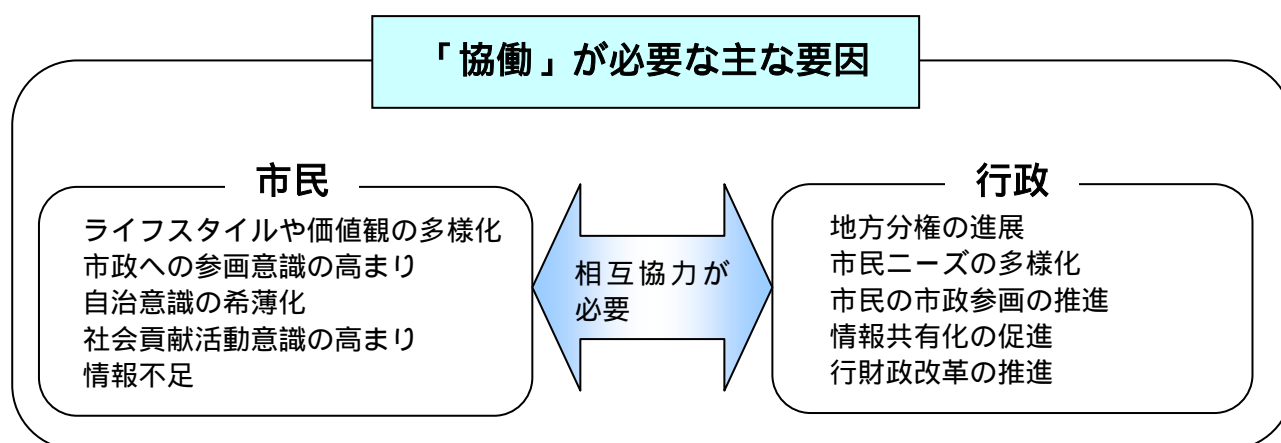 「協働」が必要な主な要因
市民
ライフスタイルや価値観の多様化
市政への参画意識の高まり
自治意識の希薄化
社会貢献活動意識の高まり
情報不足
相互協力が
必要
行政
地方分権の進展
市民ニーズの多様化
市民の市政参画の推進
情報共有化の促進
行財政改革の推進